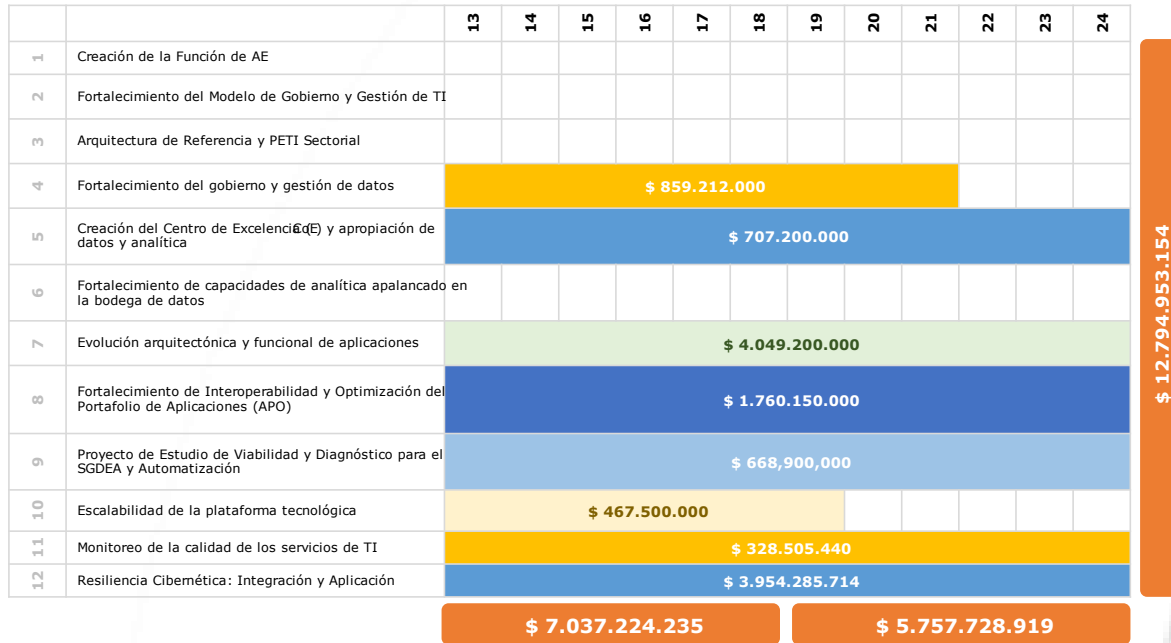 13 14 15 16 17 18 19 20 21 22 23 24
1 Creación de la Función de AE
2 Fortalecimiento del Modelo de Gobierno y Gestión de TI
3 Arquitectura de Referencia y PETI Sectorial
4 Fortalecimiento del gobierno y gestión de datos $ 859.212.000
5 Creación del Centro de Excelencia (CoE) y apropiación de
datos y analítica
$ 707.200.000
6 Fortalecimiento de capacidades de analítica apalancado en
la bodega de datos
7 Evolución arquitectónica y funcional de aplicaciones $ 4.049.200.000
8 Fortalecimiento de Interoperabilidad y Optimización del
Portafolio de Aplicaciones (APO)
$ 1.760.150.000
9 Proyecto de Estudio de Viabilidad y Diagnóstico para el
SGDEA y Automatización
$ 668,900,000
10 Escalabilidad de la plataforma tecnológica $ 467.500.000
11 Monitoreo de la calidad de los servicios de TI $ 328.505.440
12 Resiliencia Cibernética: Integración y Aplicación $ 3.954.285.714
$ 12.794.953.154
$ 7.037.224.235 $ 5.757.728.919